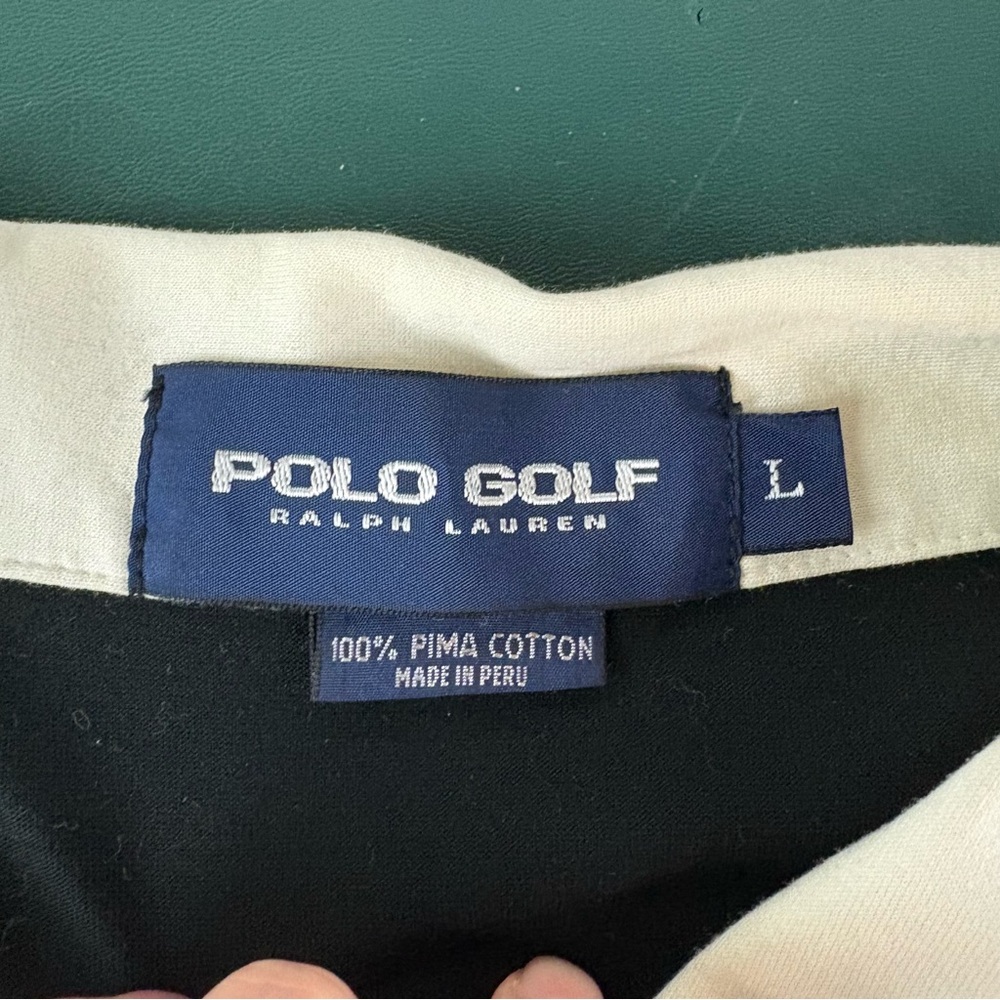 POLO GOLF
RALPH LAUREN
L
100% PIMA COTTON
MADE IN PERU